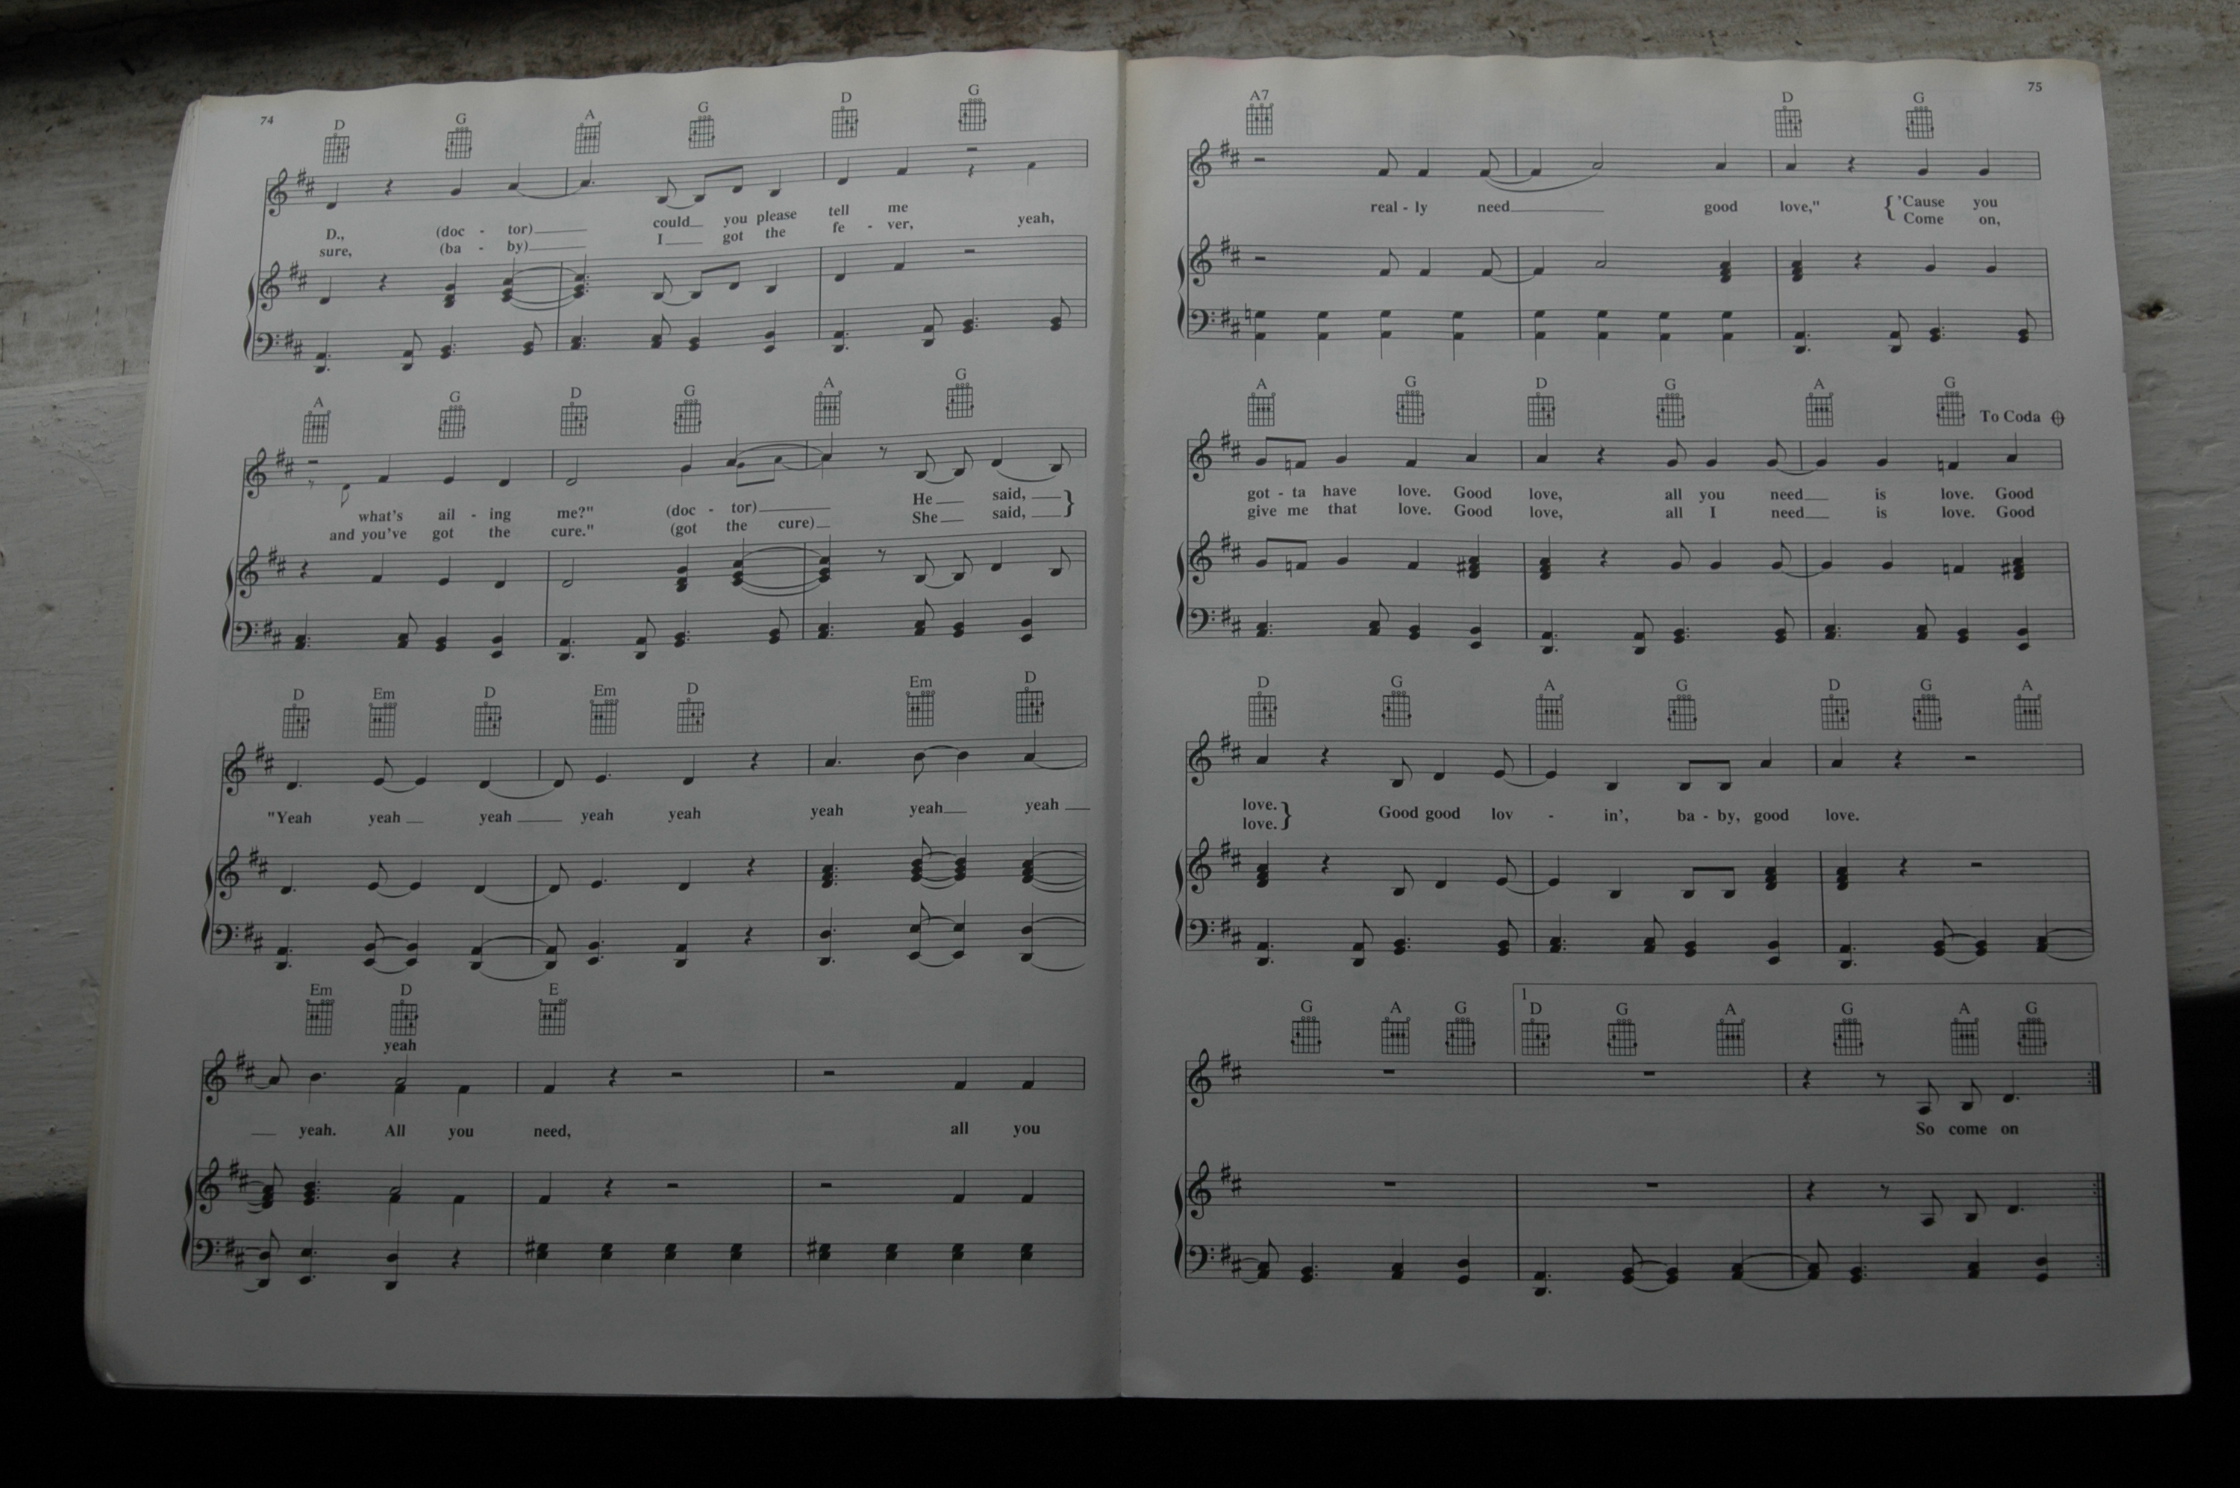 74
D G A G D G
D., (doc - tor) could you please tell me
sure, (ba - by) I got the fe - ver, yeah,
A G D G A G
what's ail - ing me?" (doc - tor) He said,
and you've got the cure." (got the cure) She said,
D Em D Em D Em D
"Yeah yeah yeah yeah yeah yeah yeah yeah
Em D E
yeah
yeah. All you need, all you
75
A7 D G
real - ly need good love," 'Cause you
Come on,
A G D G A G To Coda
got - ta have love. Good love, all you need is love. Good
give me that love. Good love, all I need is love. Good
D G A G D G A
love. Good good lov - in', ba - by, good love.
love.
1
G A G D G A G A G
So come on